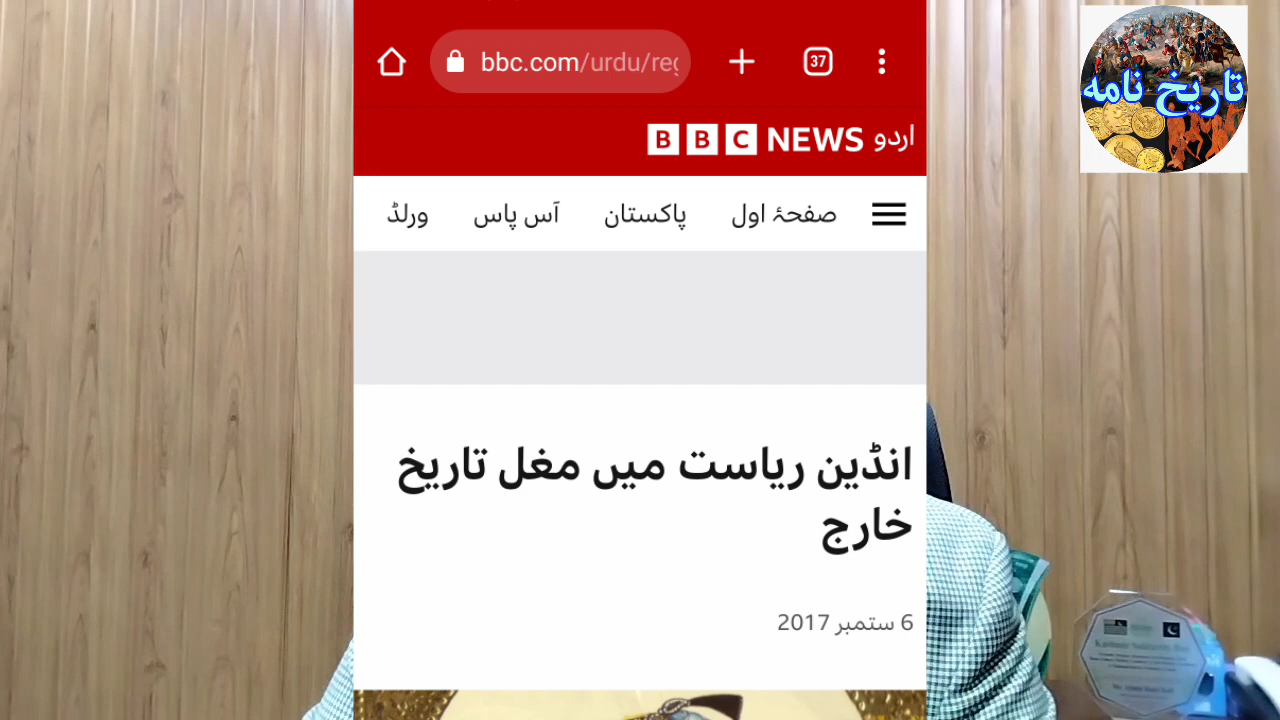 bbc.com/urdu/reg
37
BBC NEWS اردو
صفحۂ اول پاکستان آس پاس ورلڈ
انڈین ریاست میں مغل تاریخ
خارج
6 ستمبر 2017
تاریخ نامہ